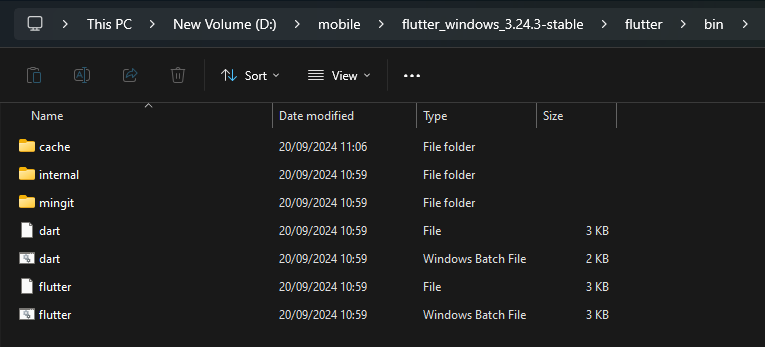 This PC > New Volume (D:) > mobile > flutter_windows_3.24.3-stable > flutter > bin >
Sort View ...
Name Date modified Type Size
cache 20/09/2024 11:06 File folder
internal 20/09/2024 10:59 File folder
mingit 20/09/2024 10:59 File folder
dart 20/09/2024 10:59 File 3 KB
dart 20/09/2024 10:59 Windows Batch File 2 KB
flutter 20/09/2024 10:59 File 3 KB
flutter 20/09/2024 10:59 Windows Batch File 3 KB